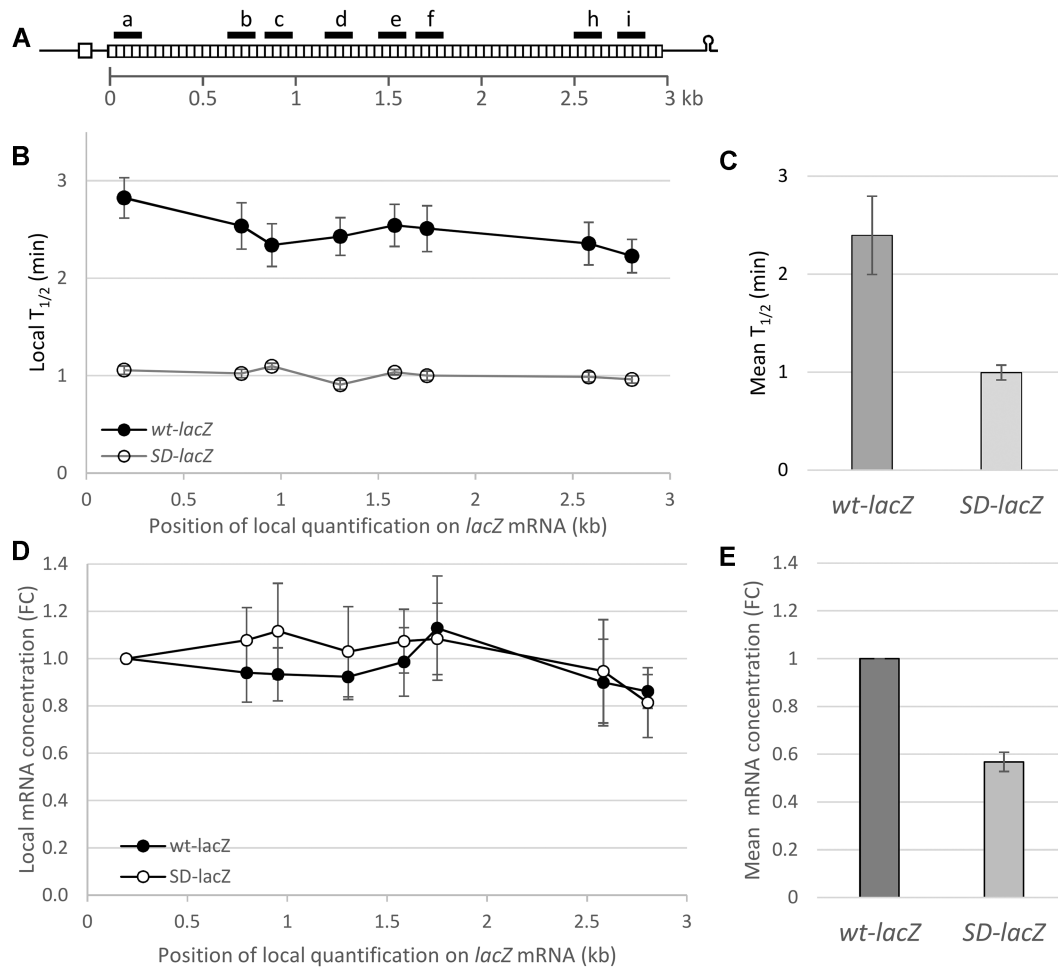 A
a b c d e f h i
0 0.5 1 1.5 2 2.5 3 kb
B
Local T1/2 (min)
3
2
1
0
wt-lacZ
SD-lacZ
0 0.5 1 1.5 2 2.5 3
Position of local quantification on lacZ mRNA (kb)
C
Mean T1/2 (min)
3
2
1
0
wt-lacZ SD-lacZ
D
Local mRNA concentration (FC)
1.4
1.2
1.0
0.8
0.6
0.4
0.2
0.0
wt-lacZ
SD-lacZ
0 0.5 1 1.5 2 2.5 3
Position of local quantification on lacZ mRNA (kb)
E
Mean mRNA concentration (FC)
1.4
1.2
1
0.8
0.6
0.4
0.2
0
wt-lacZ SD-lacZ